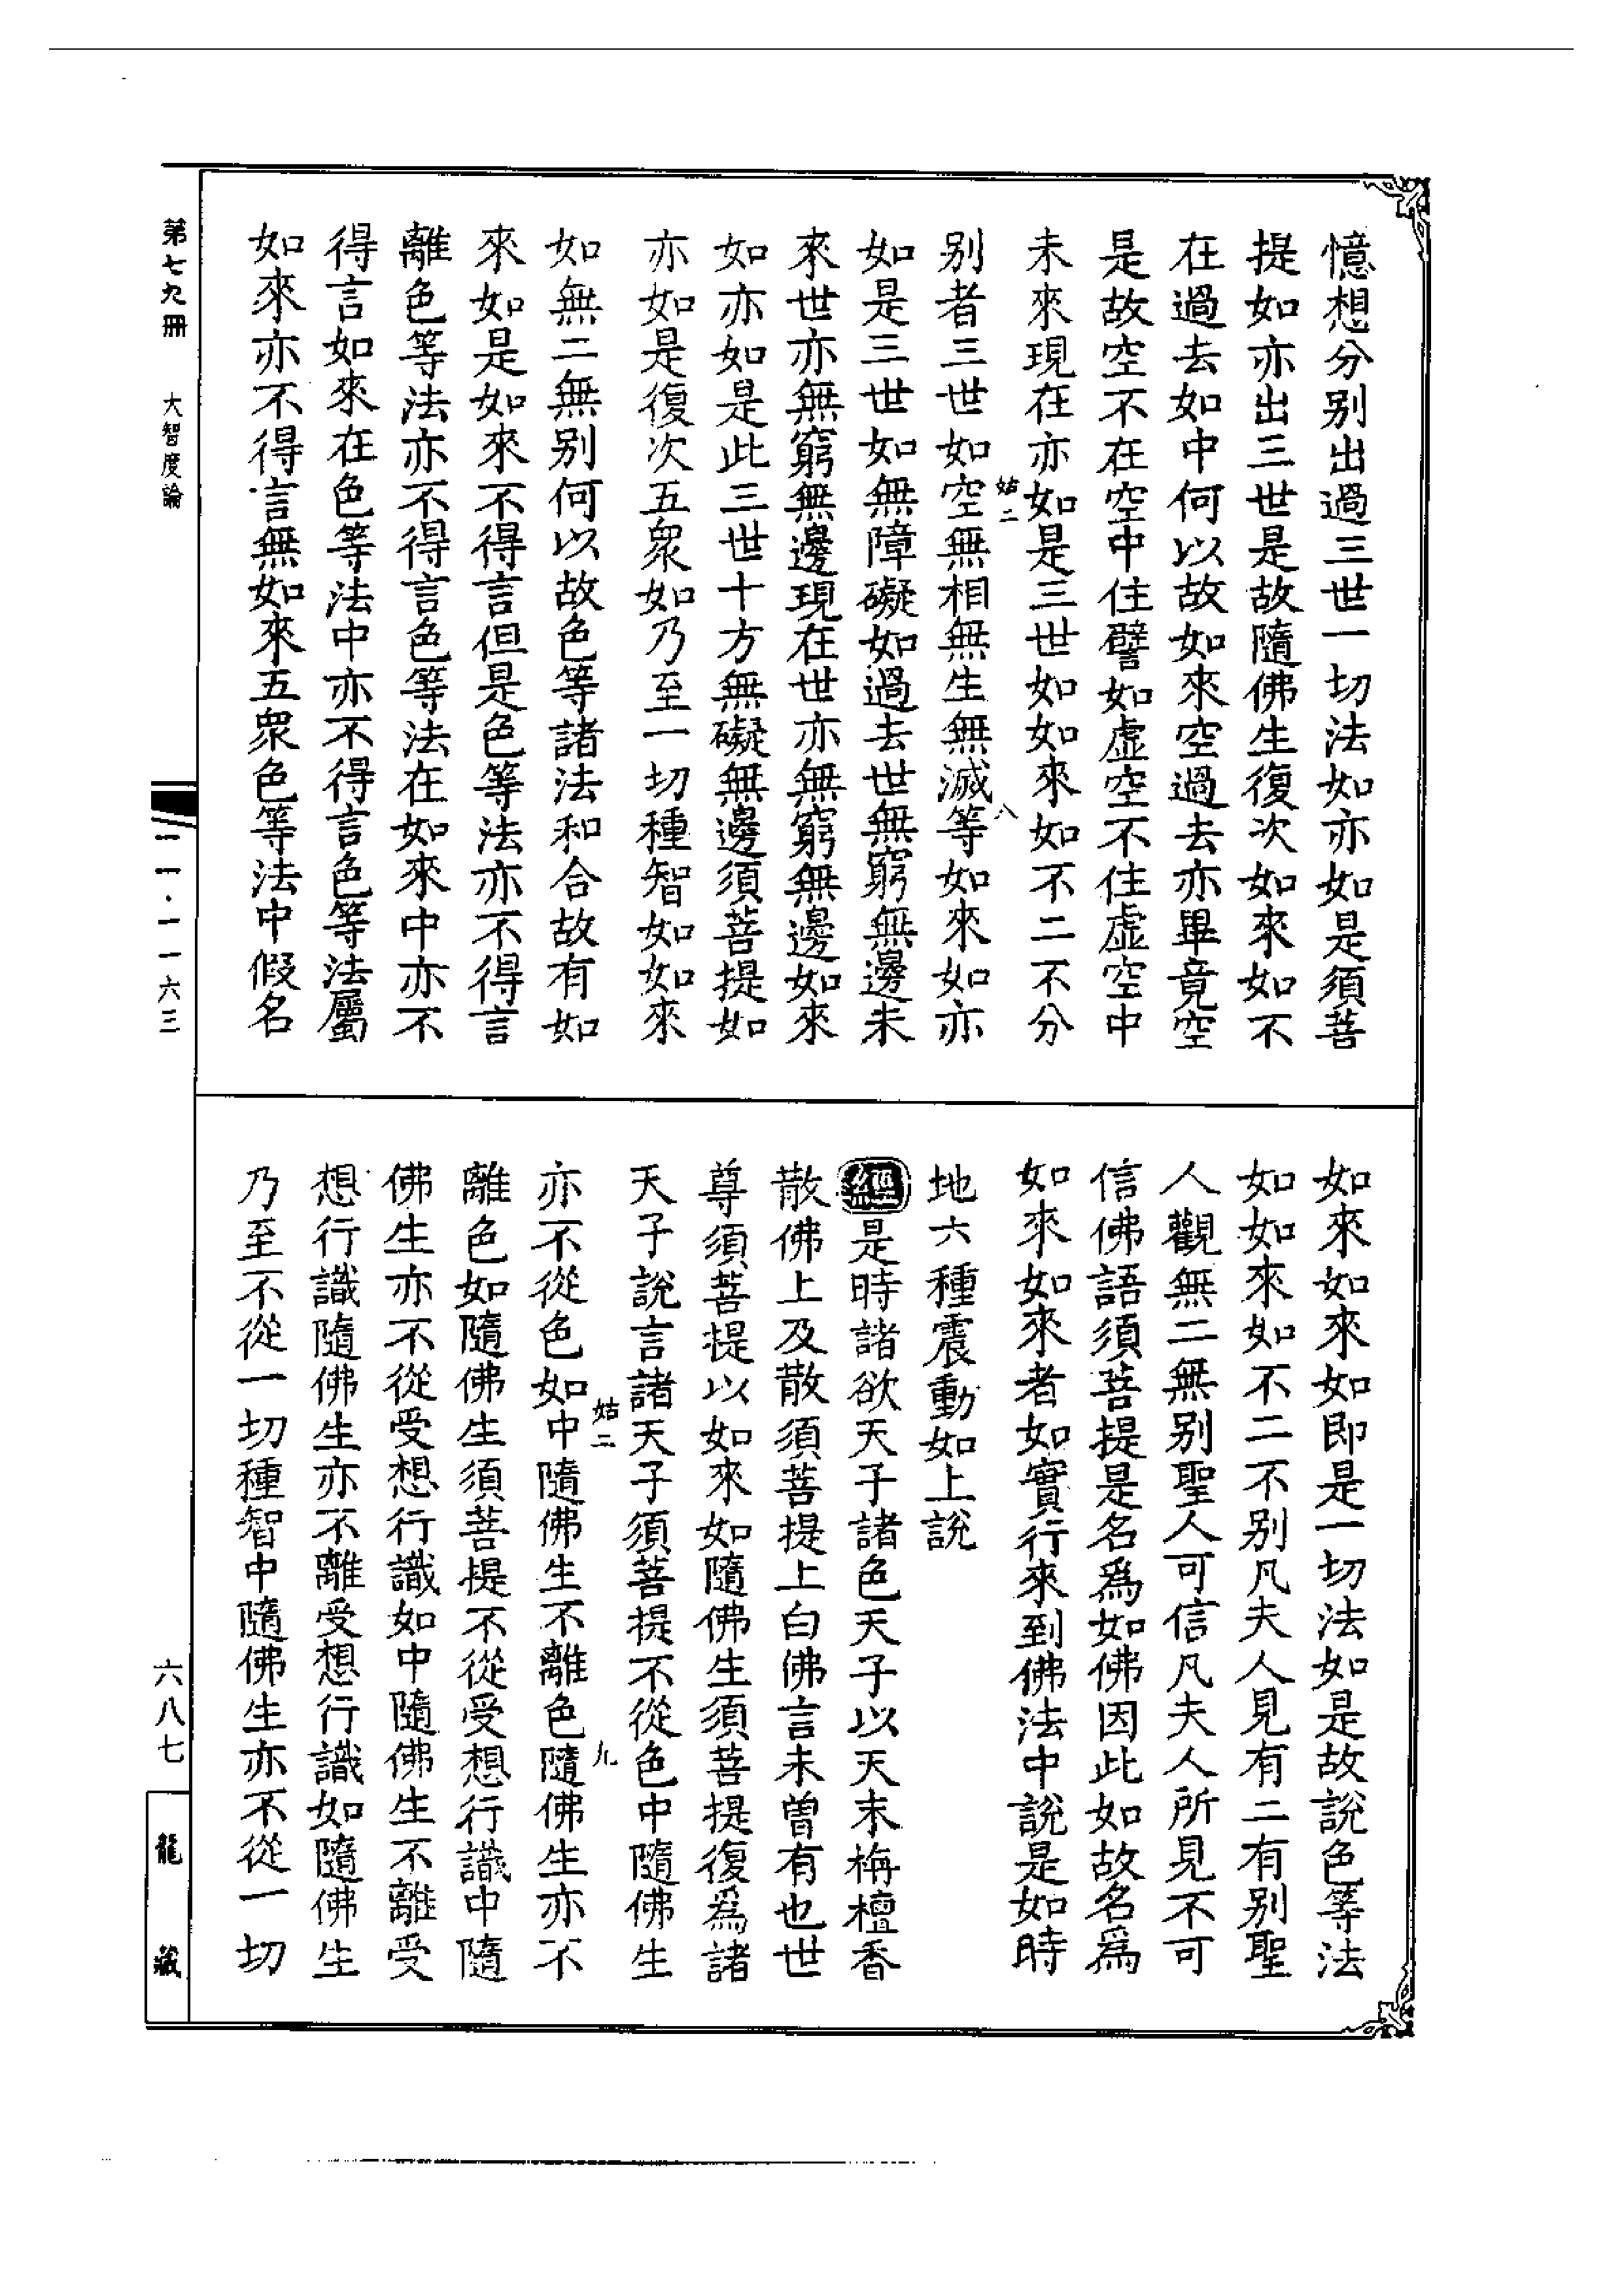 憶想分別出過三世一切法如亦如是須菩
提如亦出三世是故隨佛生復次如來如不
在過去如中何以故如來空過去亦畢竟空
是故空不在空中住譬如虛空不住虛空中
未來現在亦如是三世如如來如不二不分
姑二
八
别者三世如空無相無生無滅等如來如亦
如是三世如無障礙如過去世無窮無邊未
來世亦無窮無邊現在世亦無窮無邊如來
如亦如是此三世十方無礙無邊須菩提如
亦如是復次五衆如乃至一切種智如如來
如無二無别何以故色等諸法和合故有如
來如是如來不得言但是色等法亦不得言
離色等法亦不得言色等法在如來中亦不
得言如來在色等法中亦不得言色等法屬
如來亦不得言無如來五衆色等法中假名
如來如來如即是一切法如是故說色等法
如如來如不二不别凡夫人見有二有别聖
人觀無二無别聖人可信凡夫人所見不可
信佛語須菩提是名爲如佛因此如故名爲
如來如來者如實行來到佛法中說是如時
地六種震動如上說
經是時諸欲天子諸色天子以天末栴檀香
散佛上及散須菩提上白佛言未曾有也世
尊須菩提以如來如隨佛生須菩提復爲諸
天子說言諸天子須菩提不從色中隨佛生
姑二
九
亦不從色如中隨佛生不離色隨佛生亦不
離色如隨佛生須菩提不從受想行識中隨
佛生亦不從受想行識如中隨佛生不離受
想行識隨佛生亦不離受想行識如隨佛生
乃至不從一切種智中隨佛生亦不從一切
第七九冊 大智度論
二一·一一六三
六八七
龍藏